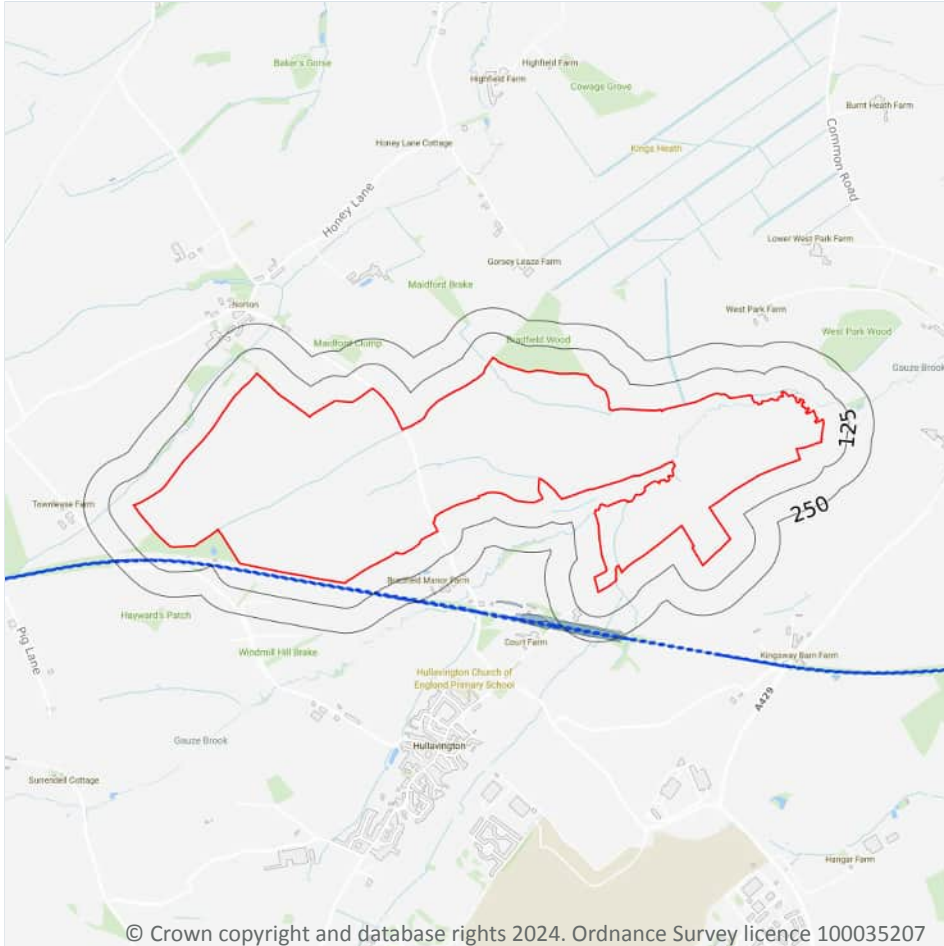 Highfield Farm
Baker's Gorse
Highfield Farm
Cowage Grove
Burnt Heath Farm
Honey Lane Cottage
Kings Heath
Common Road
Honey Lane
Lower West Park Farm
Gorsey Leaze Farm
Maidford Brake
Norton
West Park Farm
Bradfield Wood
West Park Wood
Maidford Clump
Gauze Brook
125
Townleyse Farm
250
Bradfield Manor Farm
Hayward's Patch
Pig Lane
Court Farm
Windmill Hill Brake
Kingway Barn Farm
Hullavington Church of
England Primary School
A429
Gauze Brook
Hullavington
Surrendell Cottage
Hangar Farm
© Crown copyright and database rights 2024. Ordnance Survey licence 100035207